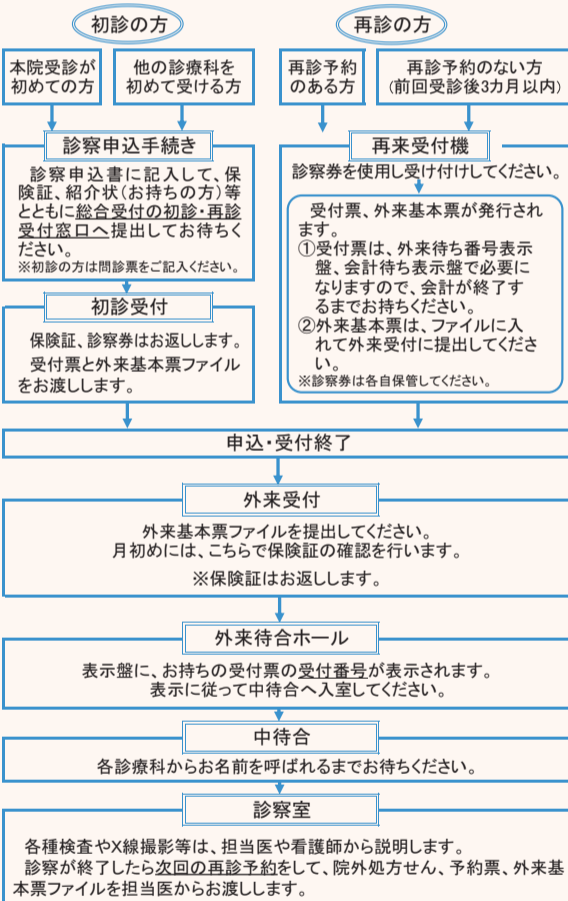 初診の方
本院受診が
初めての方
他の診療科を
初めて受ける方
診察申込手続き
診察申込書に記入して、保
険証、紹介状(お持ちの方)等
とともに総合受付の初診・再診
受付窓口へ提出してお待ちく
ださい。
※初診の方は問診票をご記入ください。
初診受付
保険証、診察券はお返しします。
受付票と外来基本票ファイル
をお渡しします。
再診の方
再診予約
のある方
再診予約のない方
(前回受診後3カ月以内)
再来受付機
診察券を使用し受け付けしてください。
受付票、外来基本票が発行され
ます。
①受付票は、外来待ち番号表示
盤、会計待ち表示盤で必要に
なりますので、会計が終了す
るまでお持ちください。
②外来基本票は、ファイルに入
れて外来受付に提出してくださ
い。
※診察券は各自保管してください。
申込・受付終了
外来受付
外来基本票ファイルを提出してください。
月初めには、こちらで保険証の確認を行います。
※保険証はお返しします。
外来待合ホール
表示盤に、お持ちの受付票の受付番号が表示されます。
表示に従って中待合へ入室してください。
中待合
各診療科からお名前を呼ばれるまでお待ちください。
診察室
各種検査やX線撮影等は、担当医や看護師から説明します。
診察が終了したら次回の再診予約をして、院外処方せん、予約票、外来基
本票ファイルを担当医からお渡しします。